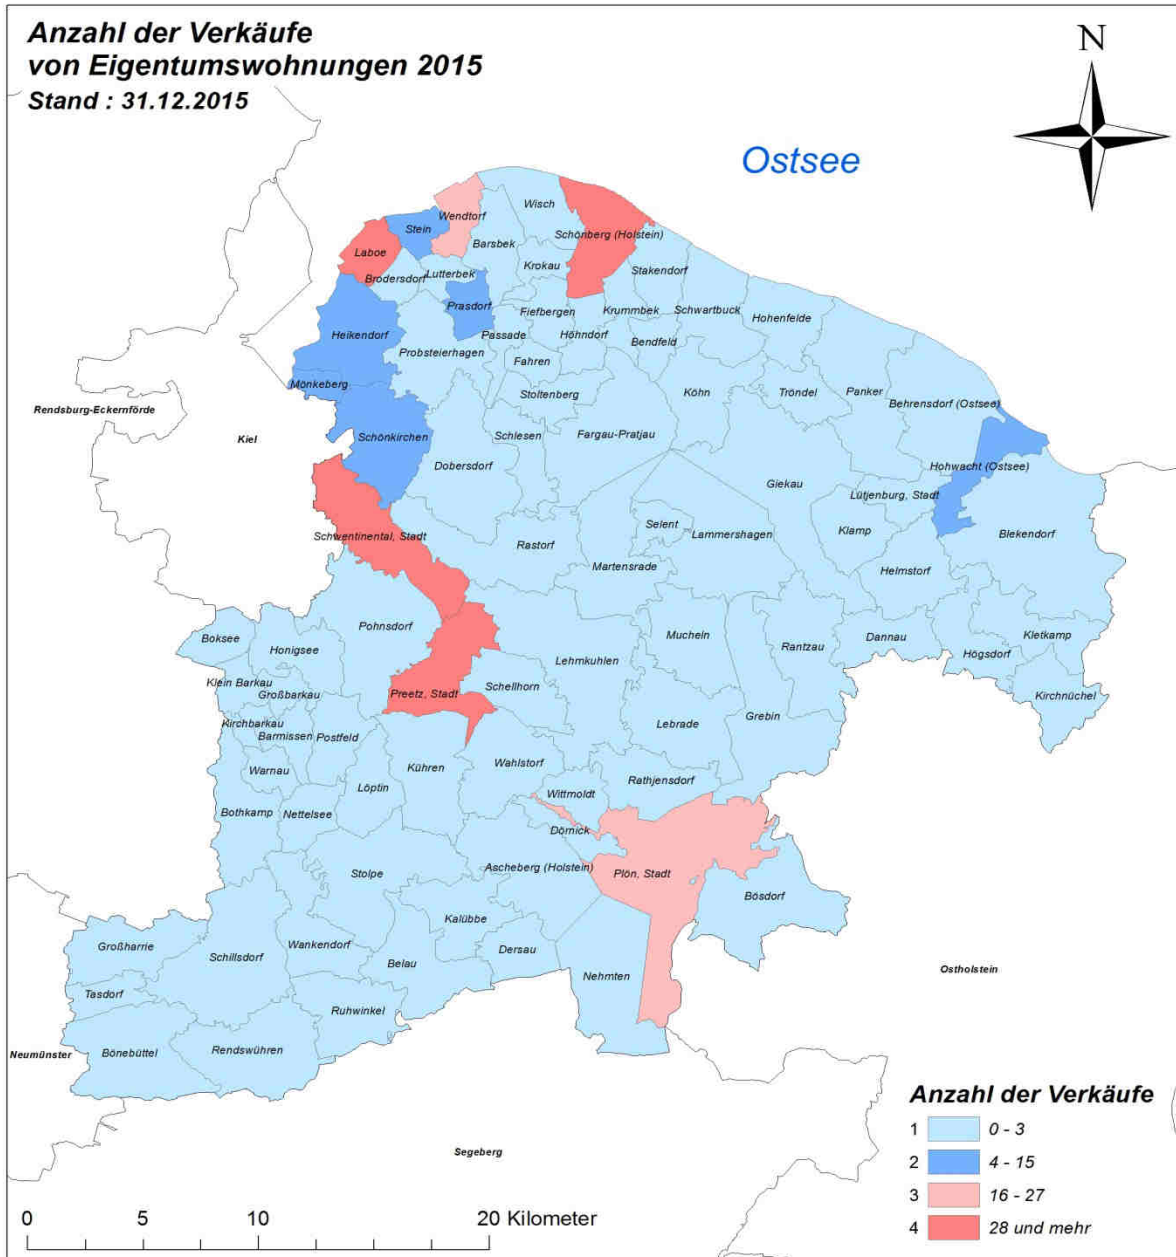 Anzahl der Verkäufe
von Eigentumswohnungen 2015
Stand : 31.12.2015
N
Ostsee
Wisch
Wendtorf
Stein
Schönberg (Holstein)
Barsbek
Laboe
Krokau
Stakendorf
Lutterbek
Brodersdorf
Prasdorf
Fiefbergen
Krummbek
Schwartbuck
Hohenfelde
Heikendorf
Passade
Höhndorf
Bendfeld
Probsteierhagen
Fahren
Mönkeberg
Stoltenberg
Köhn
Tröndel
Panker
Behrensdorf (Ostsee)
Rendsburg-Eckernförde
Kiel
Schönkirchen
Schlesen
Fargau-Pratjau
Dobersdorf
Hohwacht (Ostsee)
Giekau
Lütjenburg, Stadt
Selent
Lammershagen
Klamp
Blekendorf
Schwentinental, Stadt
Rastorf
Martensrade
Helmstorf
Pohnsdorf
Boksee
Honigsee
Mucheln
Rantzau
Dannau
Kletkamp
Högsdorf
Lehmkuhlen
Klein Barkau
Großbarkau
Preetz, Stadt
Schellhorn
Kirchnüchel
Kirchbarkau
Barmissen
Postfeld
Lebrade
Grebin
Warnau
Kühren
Wahlstorf
Rathjensdorf
Löptin
Wittmoldt
Bothkamp
Nettelsee
Dörnick
Stolpe
Ascheberg (Holstein)
Plön, Stadt
Bösdorf
Kalübbe
Großharrie
Schillsdorf
Wankendorf
Dersau
Belau
Nehmten
Ostholstein
Tasdorf
Ruhwinkel
Neumünster
Bönebüttel
Rendswühren
Segeberg
Anzahl der Verkäufe
1 0 - 3
2 4 - 15
3 16 - 27
4 28 und mehr
0 5 10 20 Kilometer